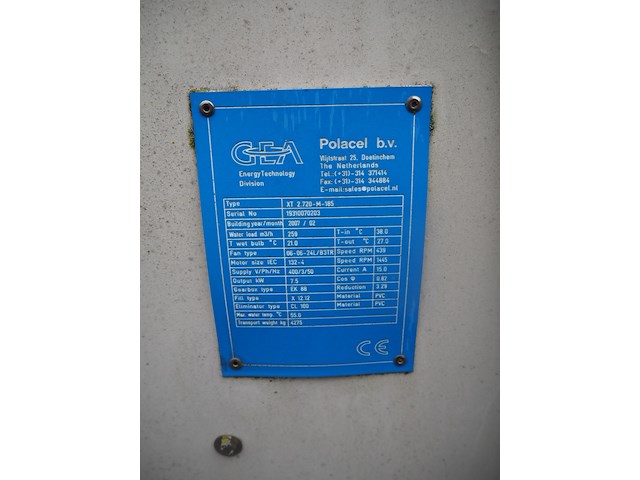 GEA
Energy Technology
Division
Polacel b.v.
Wijtstraat 25, Doetinchem
The Netherlands
Tel.:(+31)-314 371414
Fax:(+31)-314 344884
E-mail:sales@polacel.nl
Type XT 2.720-M-185
Serial No 19310070203
Building year/month 2007 / 02
Water load m3/h 259 T-in °C 38.0
T wet bulb °C 21.0 T-out °C 27.0
Fan type 06-06-24L/B3TR Speed RPM 439
Motor size IEC 132-4 Speed RPM 1445
Supply V/Ph/Hz 400/3/50 Current A 15.0
Output kW 7.5 Cos Φ 0.82
Gearbox type EK 88 Reduction 3.29
Fill type X 12.12 Material PVC
Eliminator type CL 100 Material PVC
Max. water temp °C 55.0
Transport weight kg 4275
CE